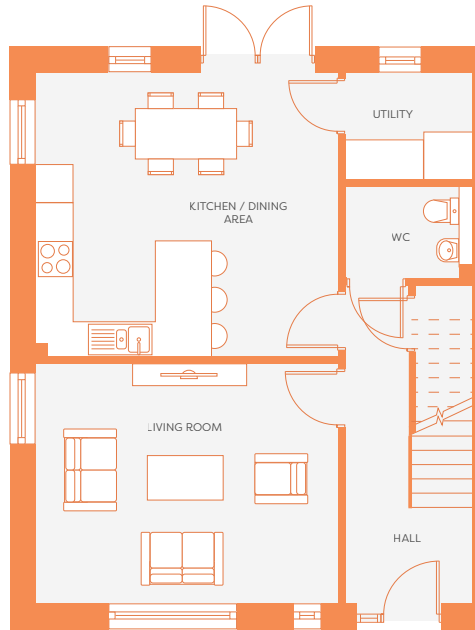 UTILITY
KITCHEN / DINING
AREA
WC
LIVING ROOM
HALL